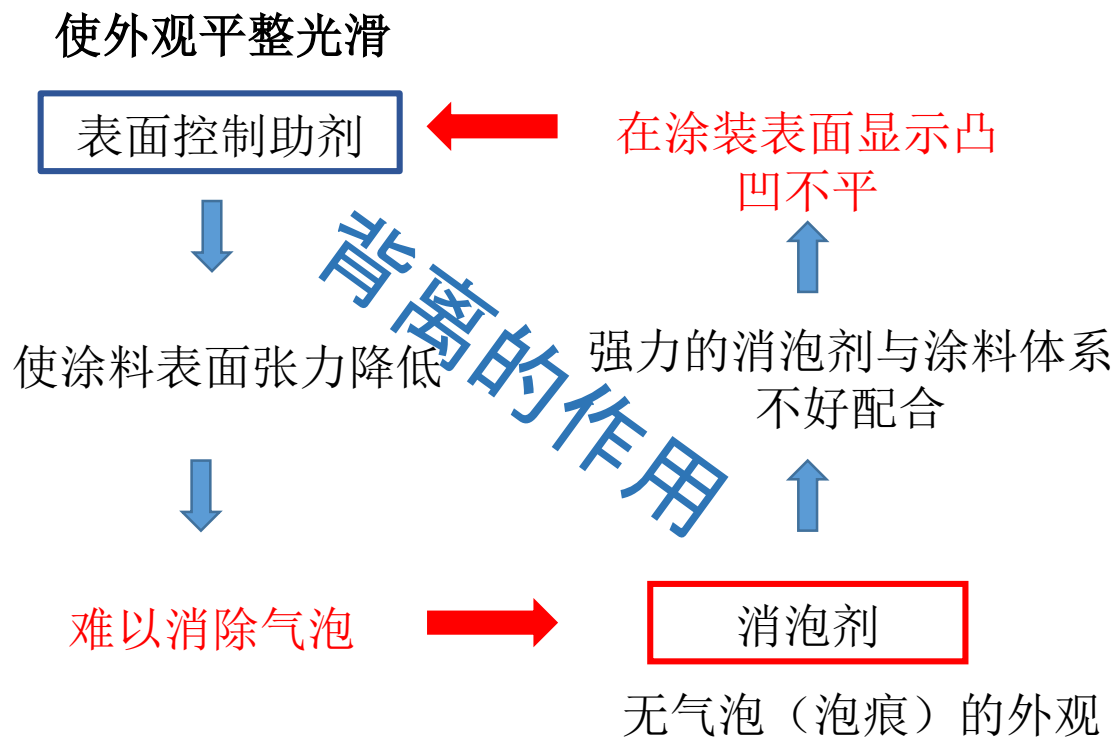 使外观平整光滑
表面控制助剂
在涂装表面显示凸
凹不平
背离的作用
使涂料表面张力降低
强力的消泡剂与涂料体系
不好配合
难以消除气泡
消泡剂
无气泡（泡痕）的外观